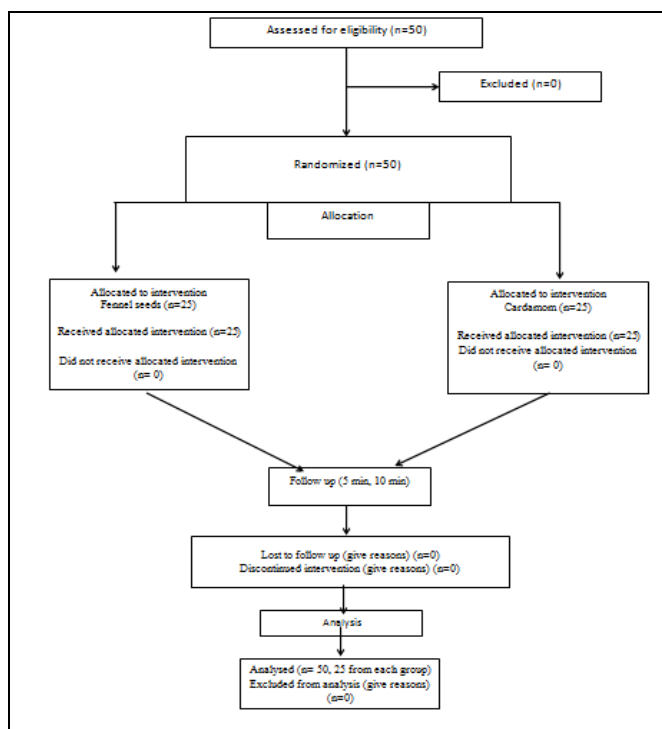 Assessed for eligibility (n=50)
Excluded (n=0)
Randomized (n=50)
Allocation
Allocated to intervention
Fennel seeds (n=25)
Received allocated intervention (n=25)
Did not receive allocated intervention
(n= 0)
Allocated to intervention
Cardamom (n=25)
Received allocated intervention (n=25)
Did not receive allocated intervention
(n= 0)
Follow up (5 min, 10 min)
Lost to follow up (give reasons) (n=0)
Discontinued intervention (give reasons) (n=0)
Analysis
Analysed (n= 50, 25 from each group)
Excluded from analysis (give reasons)
(n=0)